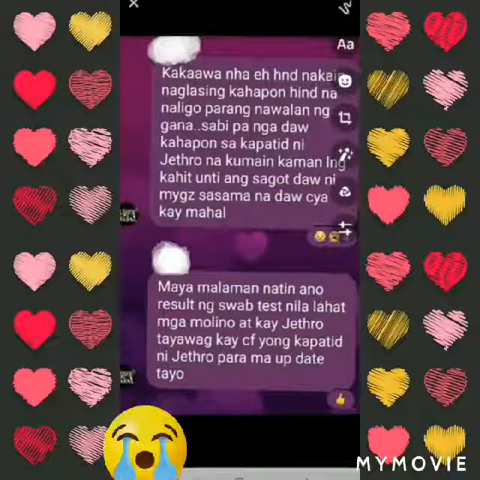 Aa
Kakaawa nha eh hnd nakai
naglasing kahapon hind na
naligo parang nawalan ng
gana..sabi pa nga daw
kahapon sa kapatid ni
Jethro na kumain kaman lng
kahit unti ang sagot daw ni
mygz sasama na daw cya
kay mahal
Maya malaman natin ano
result ng swab test nila lahat
mga molino at kay Jethro
tayawag kay cf yong kapatid
ni Jethro para ma up date
tayo
MYMOVIE